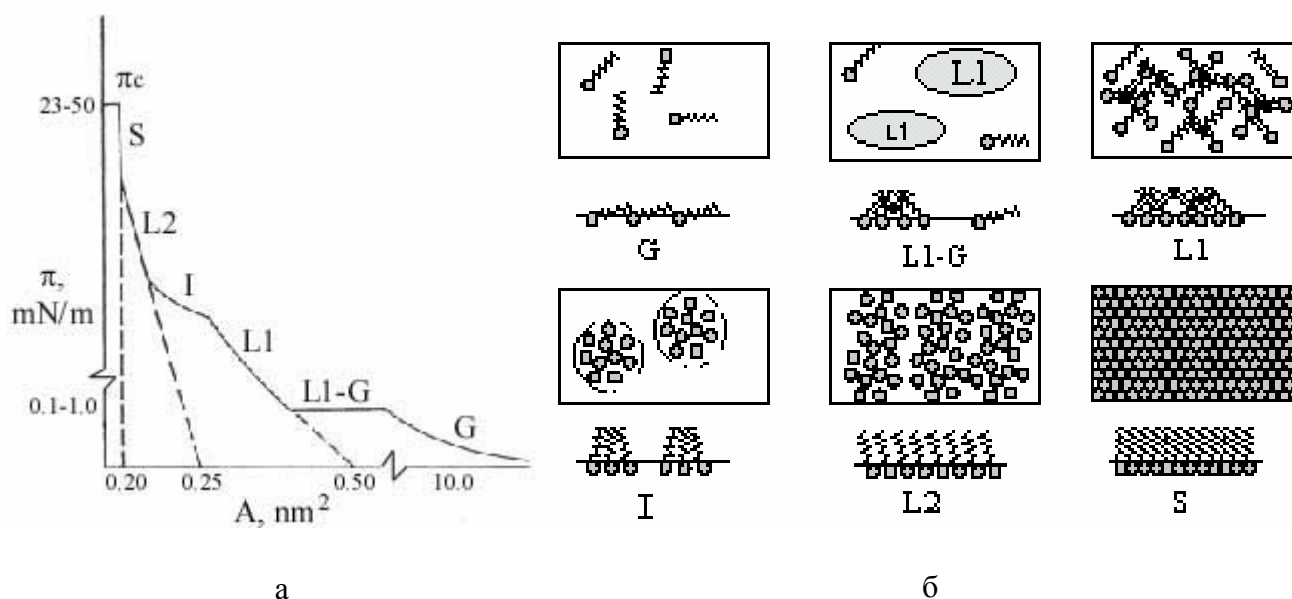 πc
23-50
S
L2
I
π,
mN/m
L1
L1-G
0.1-1.0
G
0.20 0.25 0.50 10.0
A, nm²
L1
L1
G L1-G L1
I L2 S
а б